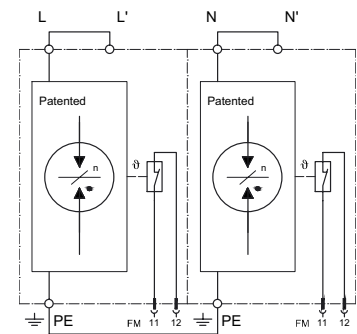 L L' N N'
Patented Patented
n n
ϑ ϑ
PE FM 11 12 PE FM 11 12